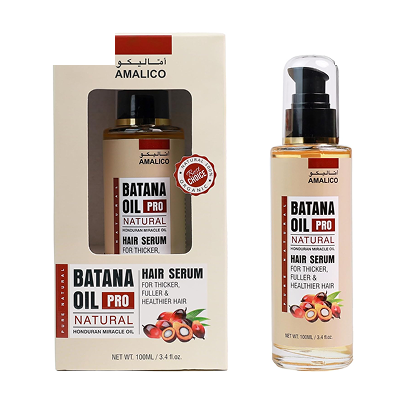 أماليكو
AMALICO
BATANA
OIL PRO
NATURAL
HONDURAN MIRACLE OIL
HAIR SERUM
FOR THICKER,
FULLER &
Best
CHOICE
ORGANIC
PURE NATURAL
BATANA
OIL PRO
NATURAL
HONDURAN MIRACLE OIL
HAIR SERUM
FOR THICKER,
FULLER &
HEALTHIER HAIR
NET WT. 100ML / 3.4 fl.oz.
أماليكو
AMALICO
BATANA
OIL PRO
NATURAL
HONDURAN MIRACLE OIL
HAIR SERUM
FOR THICKER,
FULLER &
HEALTHIER HAIR
NET WT. 100ML / 3.4 fl.oz.